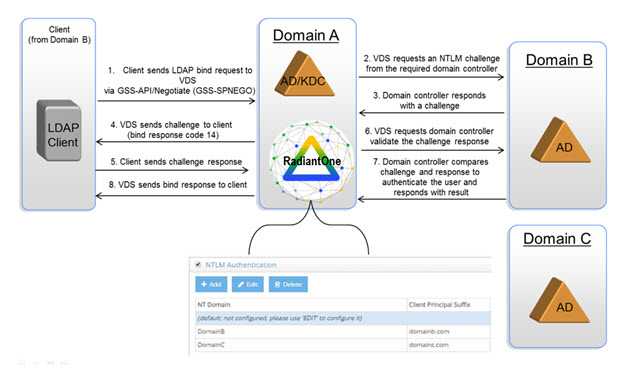 Client
(from Domain B)
LDAP
Client
1. Client sends LDAP bind request to
VDS
via GSS-API/Negotiate (GSS-SPNEGO)
4. VDS sends challenge to client
(bind response code 14)
5. Client sends challenge response
8. VDS sends bind response to client
Domain A
AD/KDC
RadiantOne
2. VDS requests an NTLM challenge
from the required domain controller
3. Domain controller responds
with a challenge
6. VDS requests domain controller
validate the challenge response
7. Domain controller compares
challenge and response to
authenticate the user and
responds with result
Domain B
AD
Domain C
AD
NTLM Authentication
+ Add
Edit
Delete
NT Domain
Client Principal Suffix
(default; not configured, please use 'EDIT' to configure it)
DomainB
domainb.com
DomainC
domainc.com